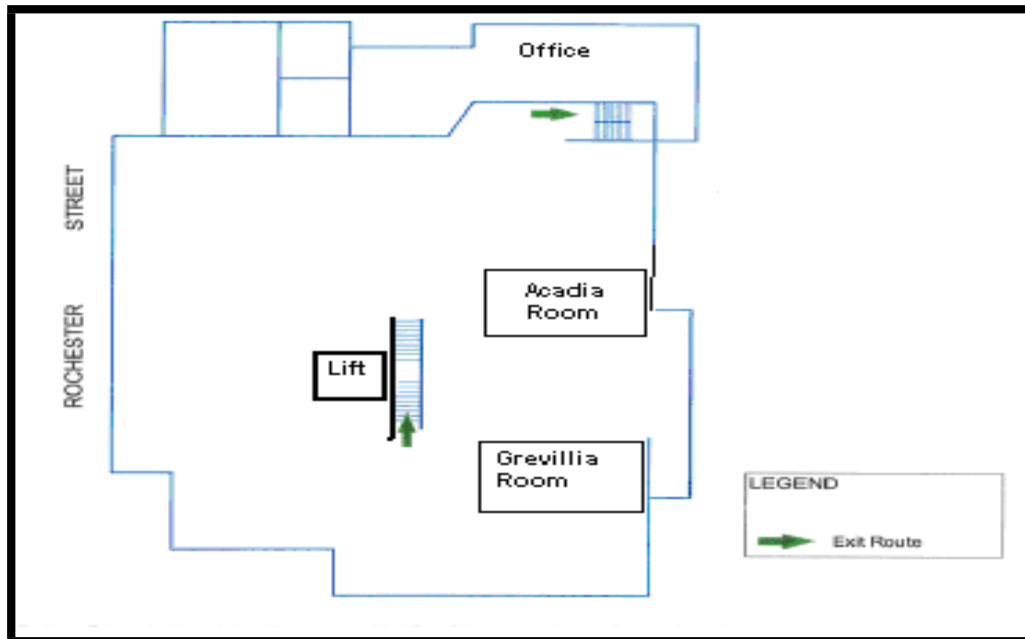 Office
STREET
ROCHESTER
Acadia
Room
Lift
Grevillia
Room
LEGEND
Exit Route